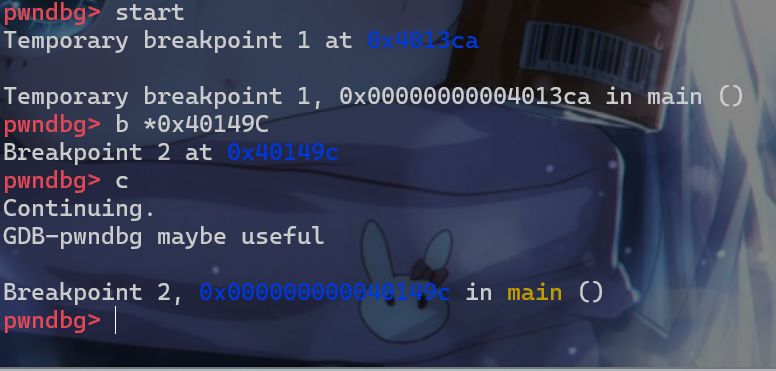 pwndbg> start
Temporary breakpoint 1 at 0x4013ca
Temporary breakpoint 1, 0x00000000004013ca in main ()
pwndbg> b *0x40149C
Breakpoint 2 at 0x40149c
pwndbg> c
Continuing.
GDB-pwndbg maybe useful
Breakpoint 2, 0x000000000040149c in main ()
pwndbg>